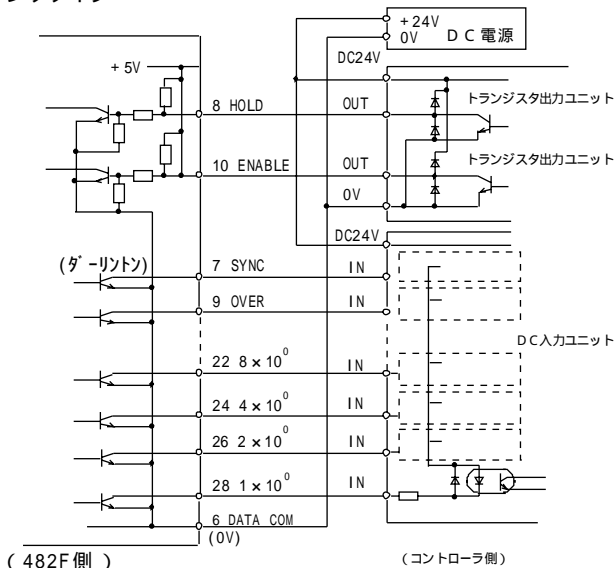 +24V
0V DC電源
DC24V
+5V
8 HOLD OUT トランジスタ出力ユニット
10 ENABLE OUT トランジスタ出力ユニット
0V
DC24V
(ダーリントン) 7 SYNC IN
9 OVER IN
DC入力ユニット
22 8×10⁰ IN
24 4×10⁰ IN
26 2×10⁰ IN
28 1×10⁰ IN
6 DATA COM
(0V)
(482F側) (コントローラ側)